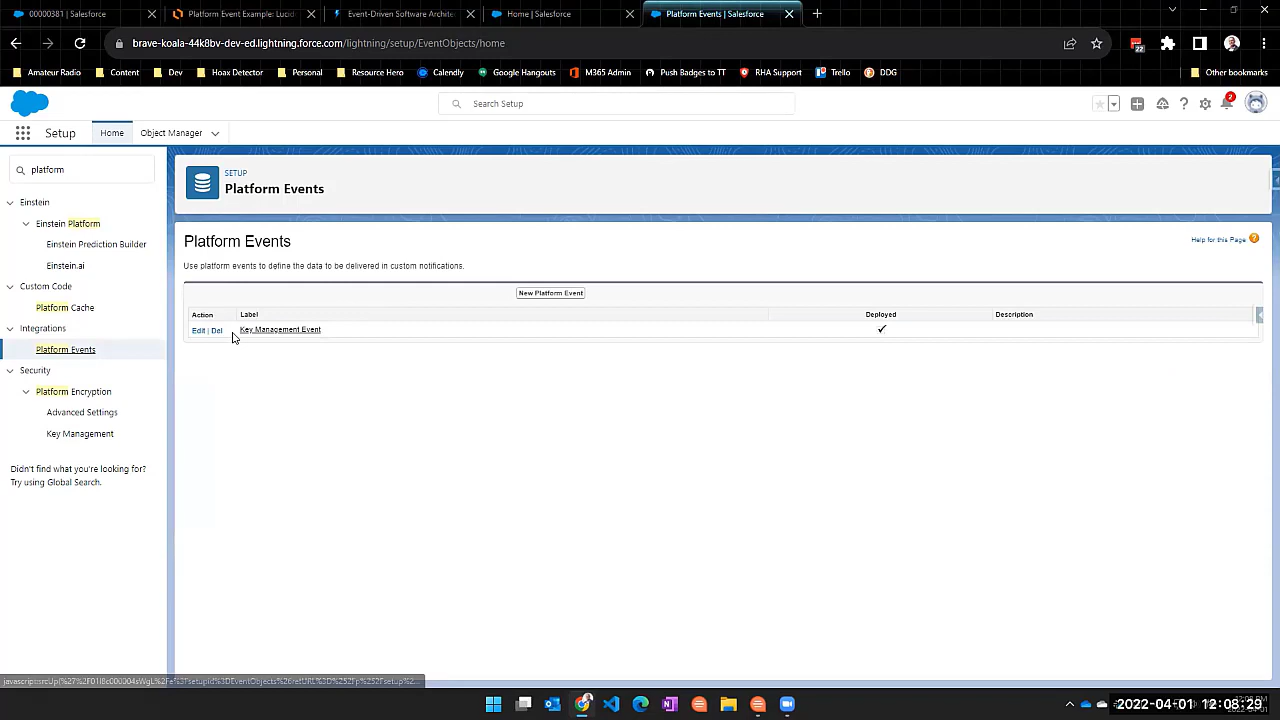 00000381 | Salesforce
Platform Event Example: Lucid
Event-Driven Software Archite
Home | Salesforce
Platform Events | Salesforce
brave-koala-44k8bv-dev-ed.lightning.force.com/lightning/setup/EventObjects/home
22
Amateur Radio
Content
Dev
Hoax Detector
Personal
Resource Hero
Calendly
Google Hangouts
M365 Admin
Push Badges to TT
RHA Support
Trello
DDG
Other bookmarks
Search Setup
2
Setup
Home
Object Manager
platform
Einstein
Einstein Platform
Einstein Prediction Builder
Einstein.ai
Custom Code
Platform Cache
Integrations
Platform Events
Security
Platform Encryption
Advanced Settings
Key Management
Didn't find what you're looking for?
Try using Global Search.
SETUP
Platform Events
Platform Events
Help for this Page
Use platform events to define the data to be delivered in custom notifications.
New Platform Event
Action Label Deployed Description
Edit | Del Key Management Event
2022-04-01 12:08:29